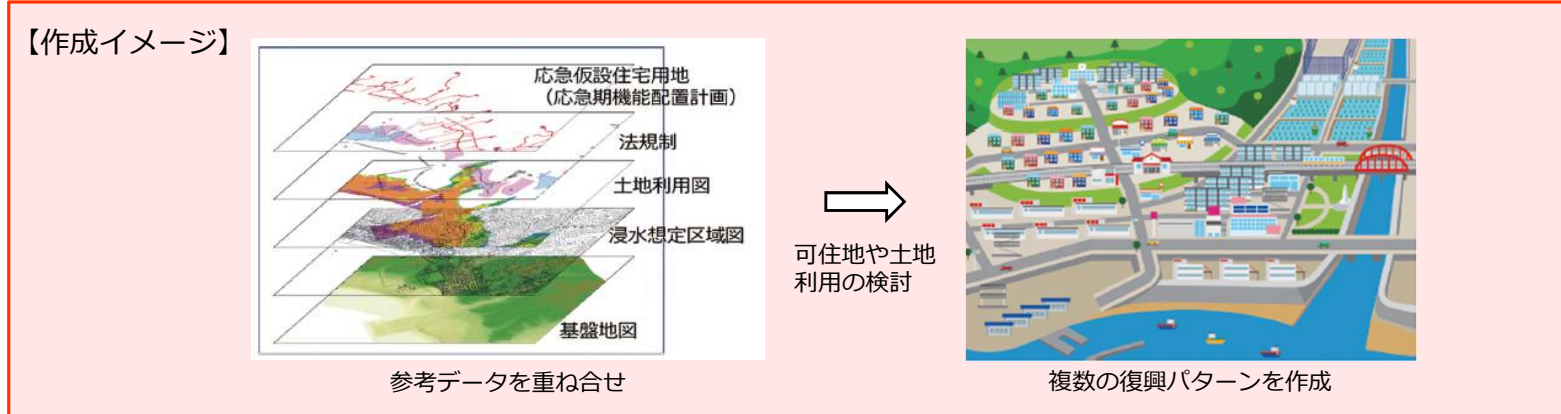 【作成イメージ】
応急仮設住宅用地
（応急期機能配置計画）
法規制
土地利用図
浸水想定区域図
基盤地図
参考データを重ね合せ
可住地や土地
利用の検討
複数の復興パターンを作成